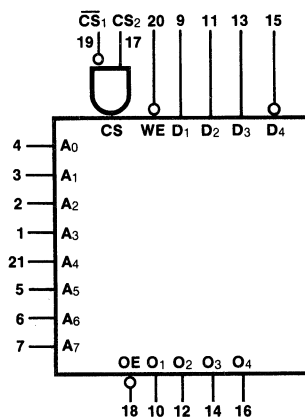 C̅S̅₁ CS₂ 20 9 11 13 15
19 17
CS WE D₁ D₂ D₃ D₄
4 A₀
3 A₁
2 A₂
1 A₃
21 A₄
5 A₅
6 A₆
7 A₇
OE O₁ O₂ O₃ O₄
18 10 12 14 16